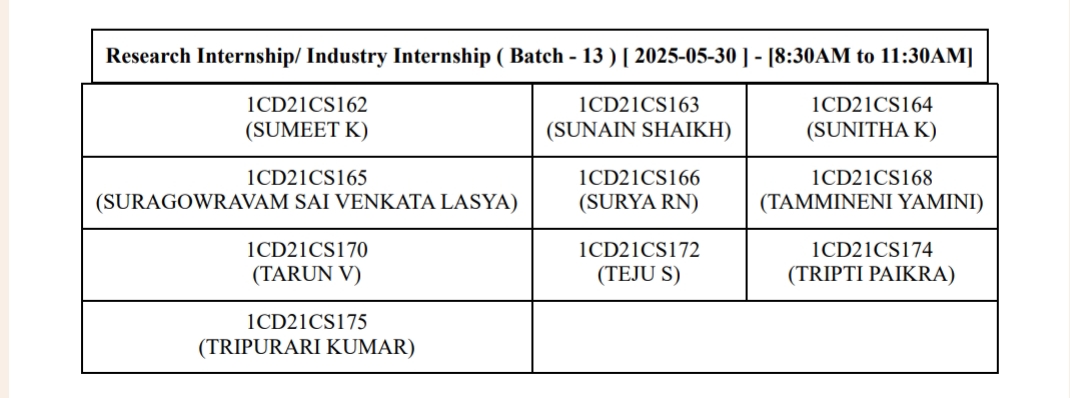 Research Internship/ Industry Internship ( Batch - 13 ) [ 2025-05-30 ] - [8:30AM to 11:30AM]
1CD21CS162
(SUMEET K)
1CD21CS163
(SUNAIN SHAIKH)
1CD21CS164
(SUNITHA K)
1CD21CS165
(SURAGOWRAVAM SAI VENKATA LASYA)
1CD21CS166
(SURYA RN)
1CD21CS168
(TAMMINENI YAMINI)
1CD21CS170
(TARUN V)
1CD21CS172
(TEJU S)
1CD21CS174
(TRIPTI PAIKRA)
1CD21CS175
(TRIPURARI KUMAR)